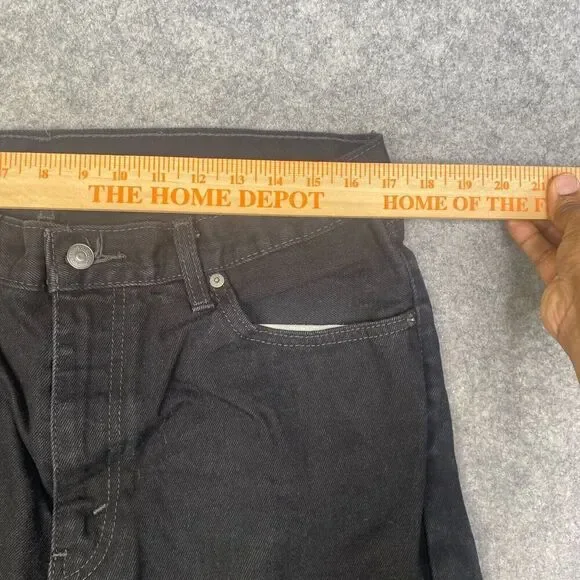 7 8 9 10 11 12 13 14 15 16 17 18 19 20 21
THE HOME DEPOT HOME OF THE F